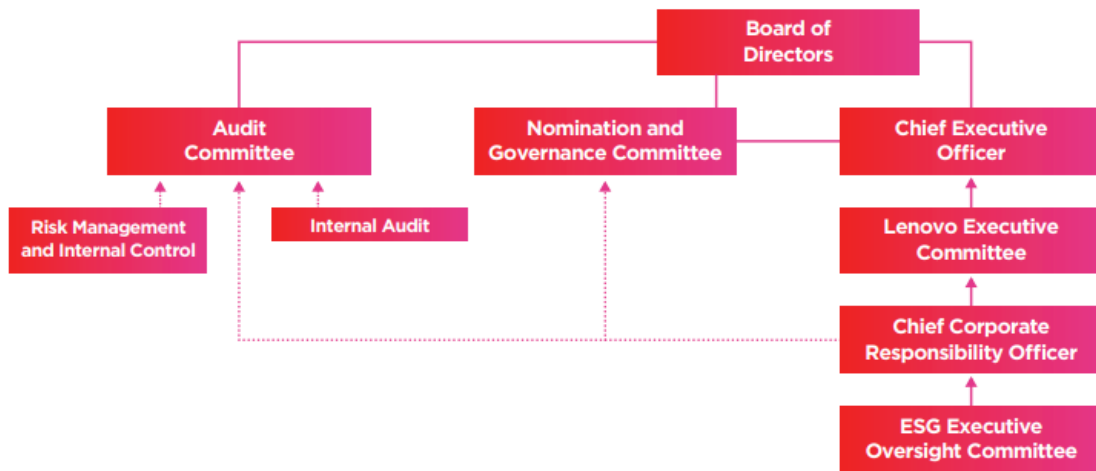 Board of
Directors
Audit
Committee
Nomination and
Governance Committee
Chief Executive
Officer
Risk Management
and Internal Control
Internal Audit
Lenovo Executive
Committee
Chief Corporate
Responsibility Officer
ESG Executive
Oversight Committee